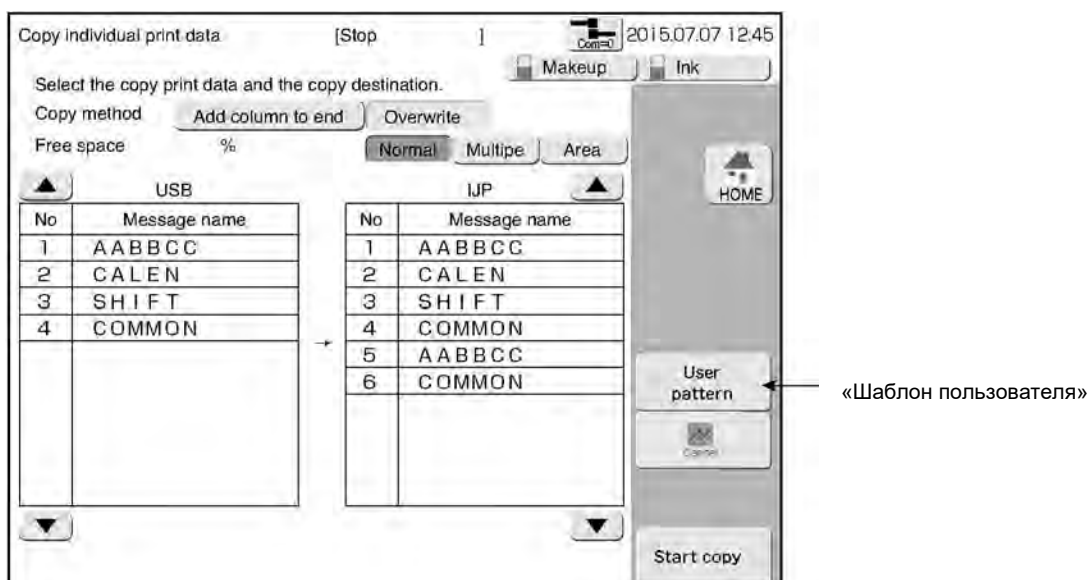 Copy individual print data [Stop ] Com=0 2015.07.07 12.45
Makeup Ink
Select the copy print data and the copy destination.
Copy method Add column to end Overwrite
Free space % Normal Multipe Area
HOME
USB IJP
No Message name No Message name
1 AABBCC 1 AABBCC
2 CALEN 2 CALEN
3 SHIFT 3 SHIFT
4 COMMON 4 COMMON
→
5 AABBCC
6 COMMON
User
pattern
«Шаблон пользователя»
Cancel
Start copy